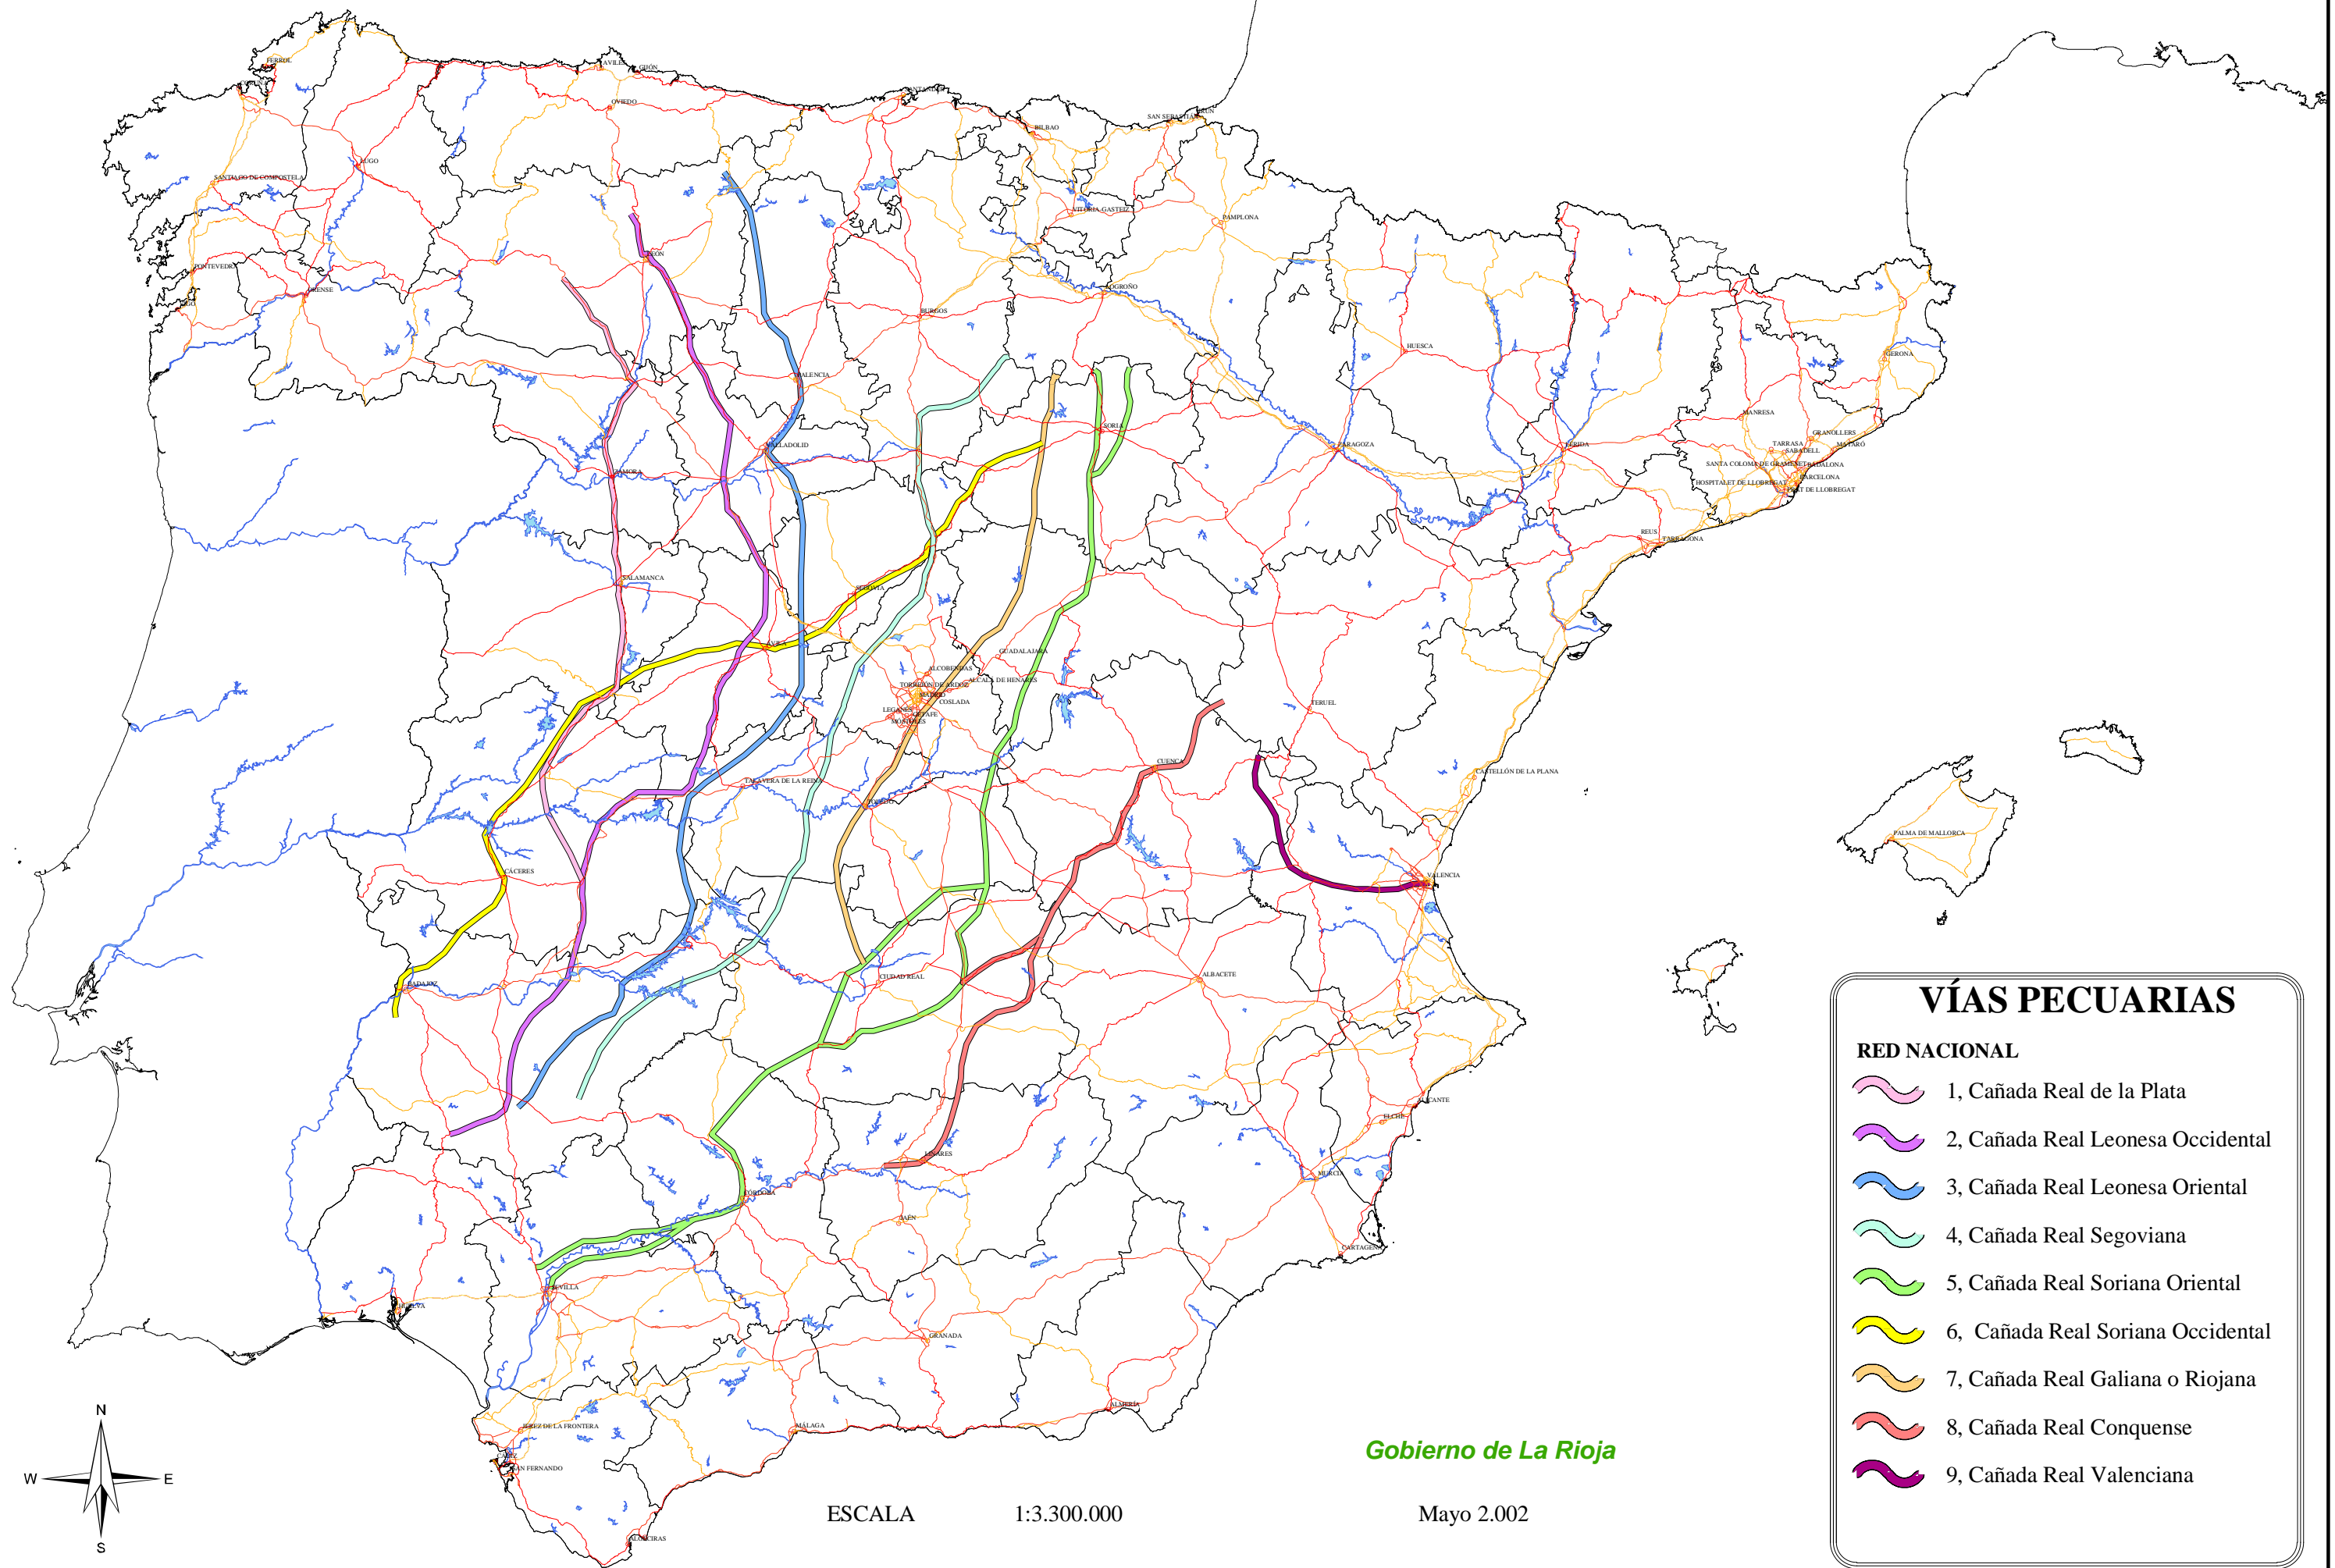 FERROL
AVILES
GIJÓN
OVIEDO
BILBAO
SAN SEBASTIÁN
LUGO
SANTIAGO DE COMPOSTELA
VITORIA-GASTEIZ
PAMPLONA
LEÓN
PONTEVEDRA
ORENSE
LOGROÑO
BURGOS
HUESCA
GERONA
PALENCIA
MANRESA
SORIA
GRANOLLERS
VALLADOLID
ZARAGOZA
LÉRIDA
TARRASA
MATARÓ
SABADELL
SANTA COLOMA DE GRAMENET
BADALONA
ZAMORA
BARCELONA
HOSPITALET DE LLOBREGAT
PRAT DE LLOBREGAT
REUS
TARRAGONA
SALAMANCA
SEGOVIA
ÁVILA
GUADALAJARA
ALCOBENDAS
ALCALÁ DE HENARES
TORREJÓN DE ARDOZ
MADRID
COSLADA
LEGANÉS
GETAFE
MÓSTOLES
TERUEL
CUENCA
CASTELLÓN DE LA PLANA
TALAVERA DE LA REINA
TOLEDO
PALMA DE MALLORCA
CÁCERES
VALENCIA
CIUDAD REAL
ALBACETE
BADAJOZ
ALICANTE
ELCHE
LINARES
MURCIA
CÓRDOBA
JAÉN
CARTAGENA
SEVILLA
HUELVA
GRANADA
ALMERÍA
MÁLAGA
JEREZ DE LA FRONTERA
CÁDIZ
SAN FERNANDO
ALGECIRAS
VÍAS PECUARIAS
RED NACIONAL
1, Cañada Real de la Plata
2, Cañada Real Leonesa Occidental
3, Cañada Real Leonesa Oriental
4, Cañada Real Segoviana
5, Cañada Real Soriana Oriental
6, Cañada Real Soriana Occidental
7, Cañada Real Galiana o Riojana
8, Cañada Real Conquense
9, Cañada Real Valenciana
N
W
E
S
Gobierno de La Rioja
ESCALA 1:3.300.000
Mayo 2.002